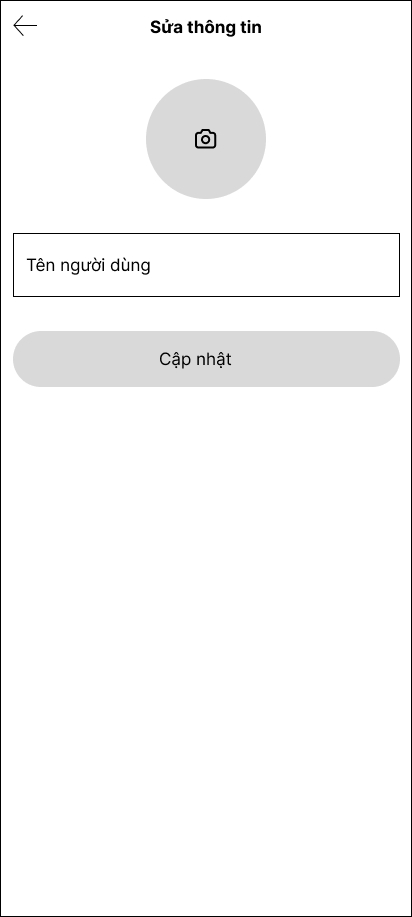 Sửa thông tin
Tên người dùng
Cập nhật